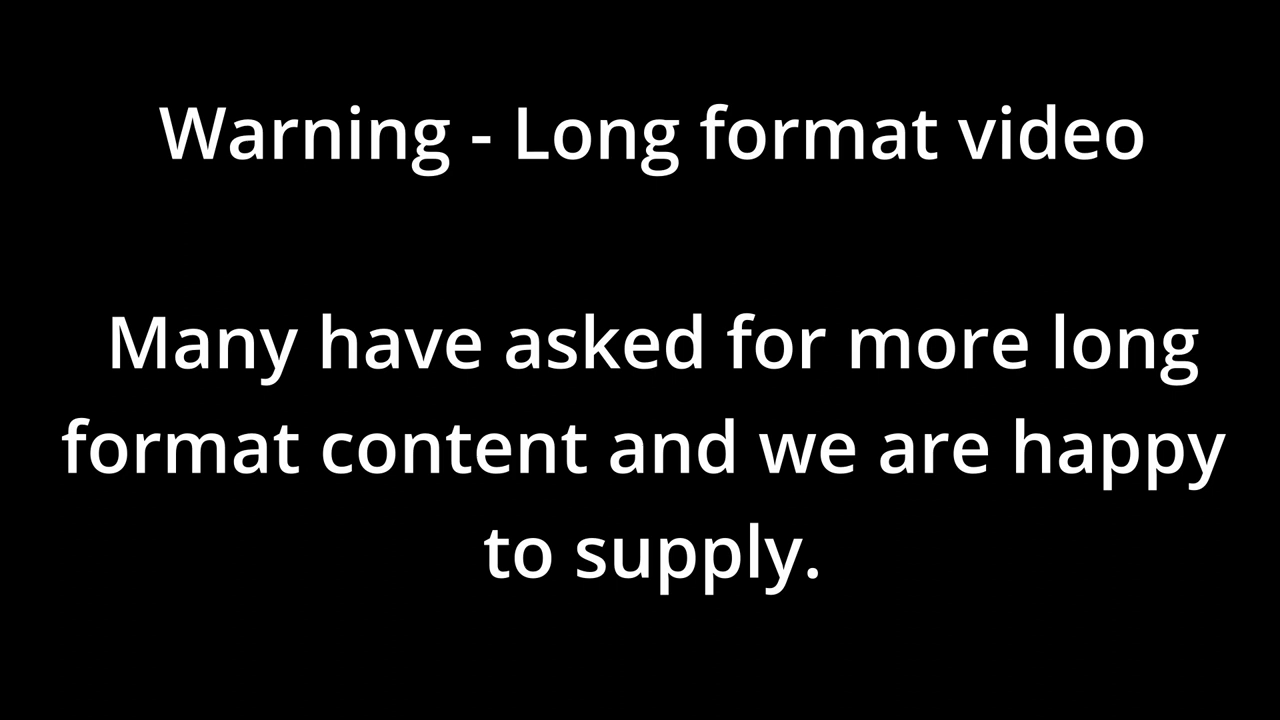 Warning - Long format video
Many have asked for more long
format content and we are happy
to supply.